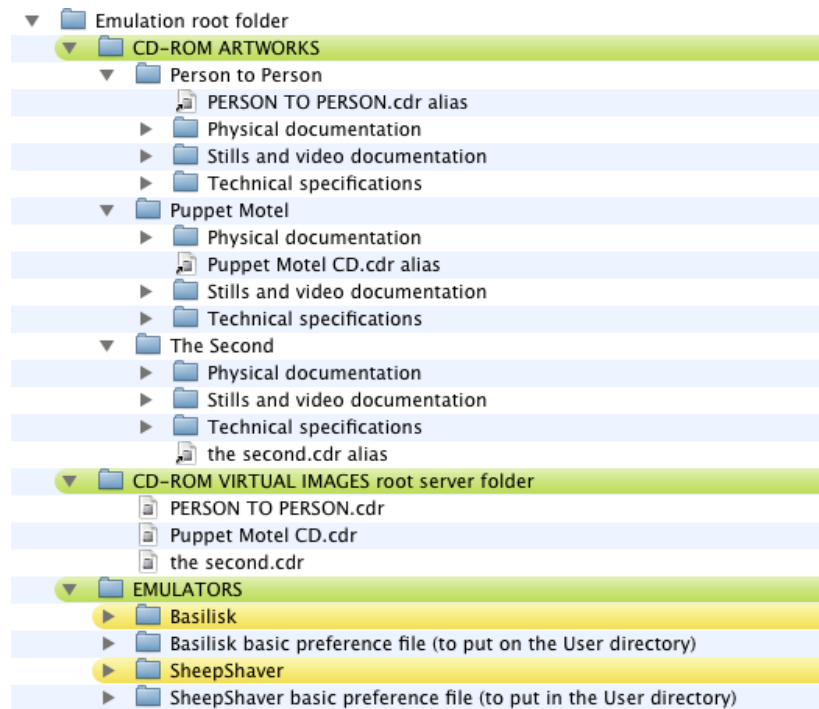 Emulation root folder
CD-ROM ARTWORKS
Person to Person
PERSON TO PERSON.cdr alias
Physical documentation
Stills and video documentation
Technical specifications
Puppet Motel
Physical documentation
Puppet Motel CD.cdr alias
Stills and video documentation
Technical specifications
The Second
Physical documentation
Stills and video documentation
Technical specifications
the second.cdr alias
CD-ROM VIRTUAL IMAGES root server folder
PERSON TO PERSON.cdr
Puppet Motel CD.cdr
the second.cdr
EMULATORS
Basilisk
Basilisk basic preference file (to put on the User directory)
SheepShaver
SheepShaver basic preference file (to put in the User directory)